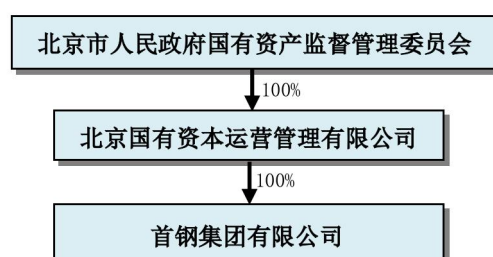 北京市人民政府国有资产监督管理委员会
100%
北京国有资本运营管理有限公司
100%
首钢集团有限公司